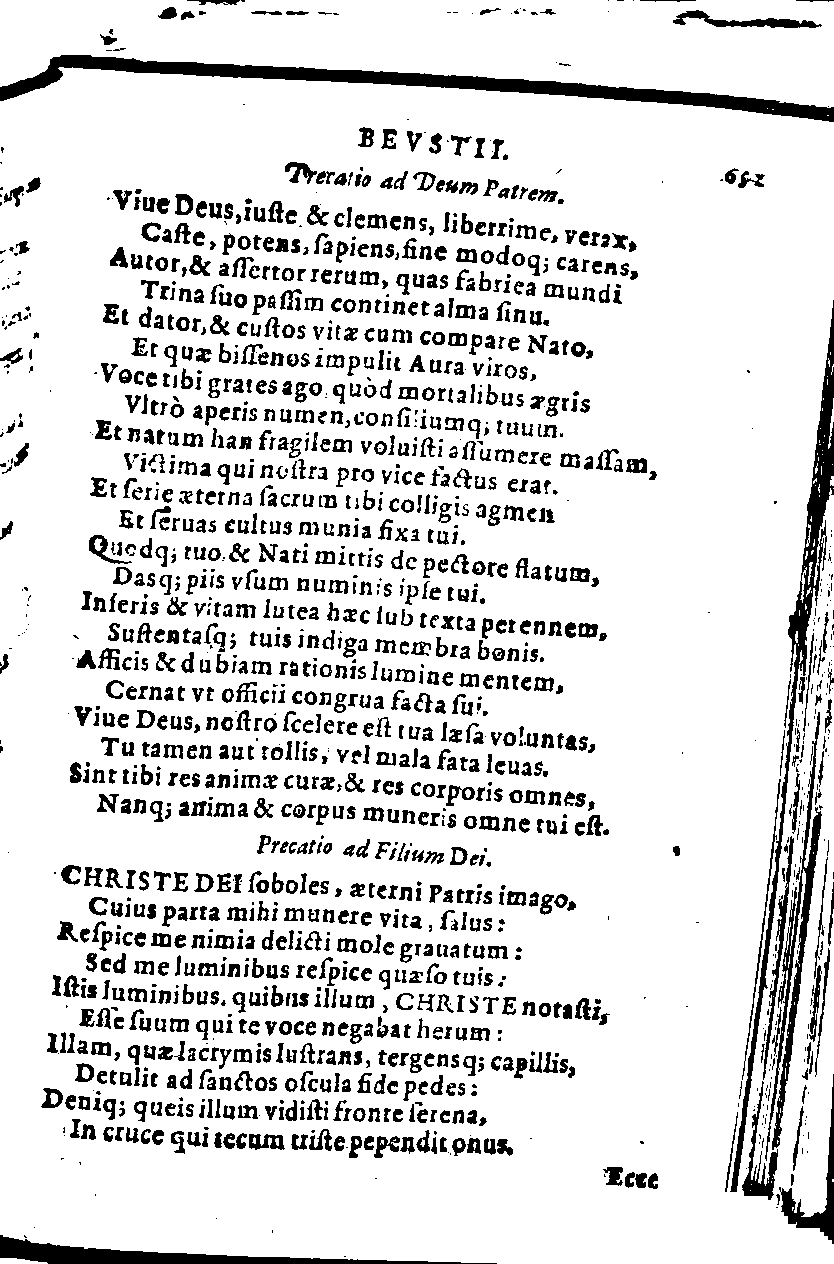 BEVSTII.
652
Precatio ad Deum Patrem.
Viue Deus, iuſte & clemens, liberrime, verax,
Caſte, potens, ſapiens, ſine modoq; carens,
Autor, & aſſertor rerum, quas fabrica mundi
Trina ſuo paſſim continet alma ſinu.
Et dator, & cuſtos vitæ cum compare Nato,
Et quæ biſſenos impulit Aura viros,
Voce tibi grates ago, quòd mortalibus ægris
Vltrò aperis numen, conſiliumq; tuum.
Et natum han fragilem voluiſti aſſumere maſſam,
Victima qui noſtra pro vice factus erat.
Et ſerie æterna ſacrum tibi colligis agmen
Et ſeruas cultus munia fixa tui.
Quodq; tuo, & Nati mittis de pectore flatum,
Dasq; piis vſum numinis ipſe tui.
Inſeris & vitam lutea hæc ſub texta perennem,
Suſtentaſq; tuis indiga membra bonis.
Afficis & dubiam rationis lumine mentem,
Cernat vt officii congrua facta ſui.
Viue Deus, noſtro ſcelere eſt tua læſa voluntas,
Tu tamen aut tollis, vel mala fata leuas.
Sint tibi res animæ curæ, & res corporis omnes,
Nanq; anima & corpus muneris omne tui eſt.
Precatio ad Filium Dei.
CHRISTE DEI ſoboles, æterni Patris imago,
Cuius parta mihi munere vita, ſalus:
Reſpice me nimia delicti mole grauatum:
Sed me luminibus reſpice quæſo tuis:
Iſtis luminibus, quibus illum, CHRISTE notaſti,
Eſſe ſuum qui te voce negabat herum:
Illam, quæ lacrymis luſtrans, tergensq; capillis,
Detulit ad ſanctos oſcula fide pedes:
Deniq; queis illum vidiſti fronte ſerena,
In cruce qui tecum triſte pependit onus.
Ecce